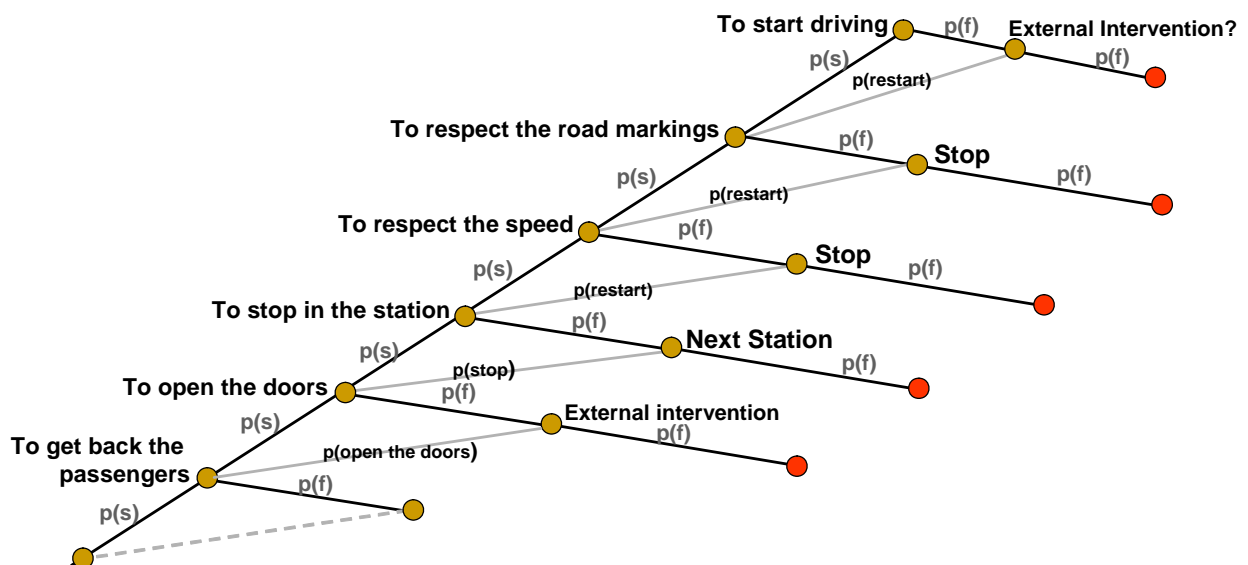 To start driving
p(f)
External Intervention?
p(s)
p(f)
p(restart)
To respect the road markings
p(f)
Stop
p(s)
p(f)
p(restart)
To respect the speed
p(f)
Stop
p(s)
p(f)
p(restart)
To stop in the station
p(f)
Next Station
p(s)
p(f)
p(stop)
To open the doors
p(f)
External intervention
p(s)
p(f)
p(open the doors)
To get back the
passengers
p(f)
p(s)